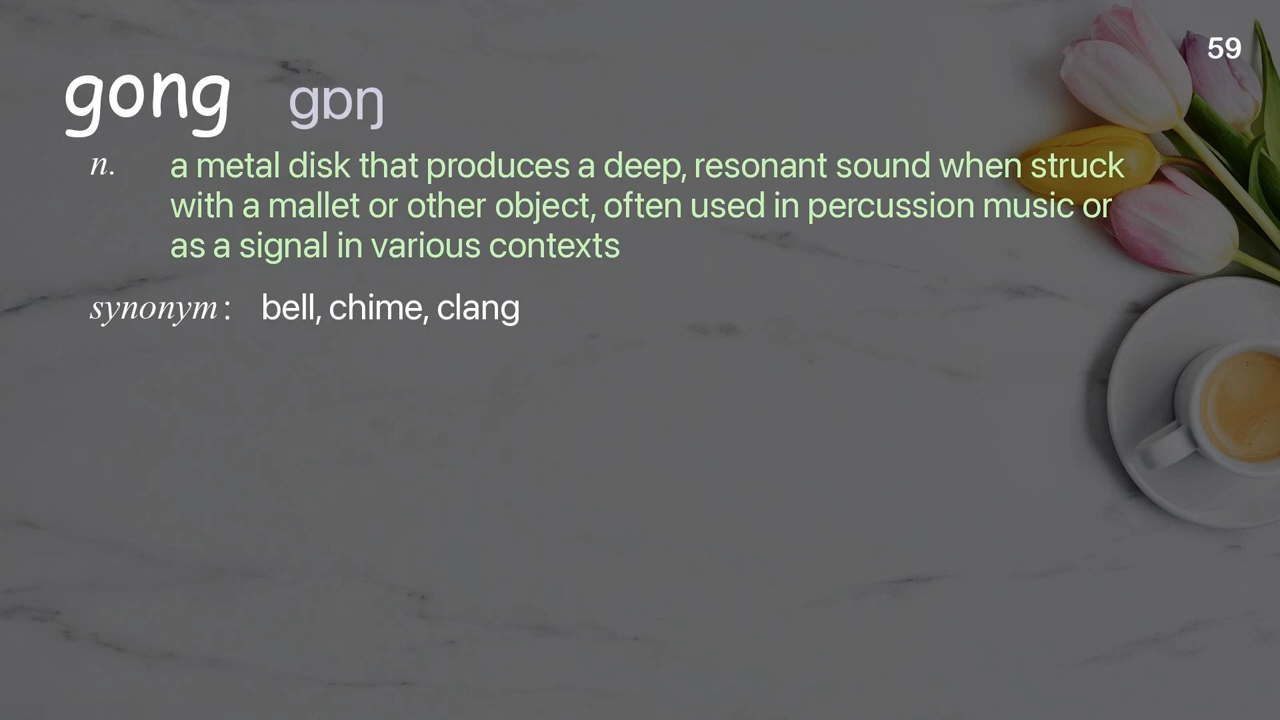 59
gong gɒŋ
n. a metal disk that produces a deep, resonant sound when struck
with a mallet or other object, often used in percussion music or
as a signal in various contexts
synonym: bell, chime, clang